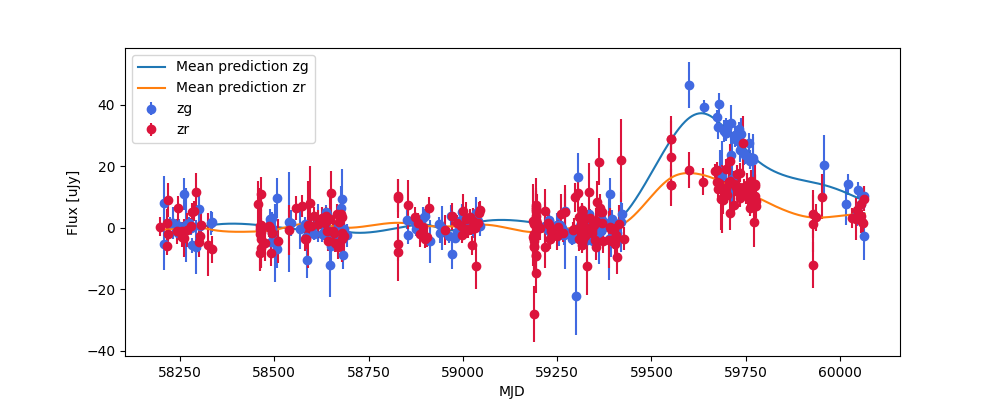 Mean prediction zg
Mean prediction zr
zg
zr
Flux [uJy]
40
20
0
−20
−40
58250
58500
58750
59000
59250
59500
59750
60000
MJD